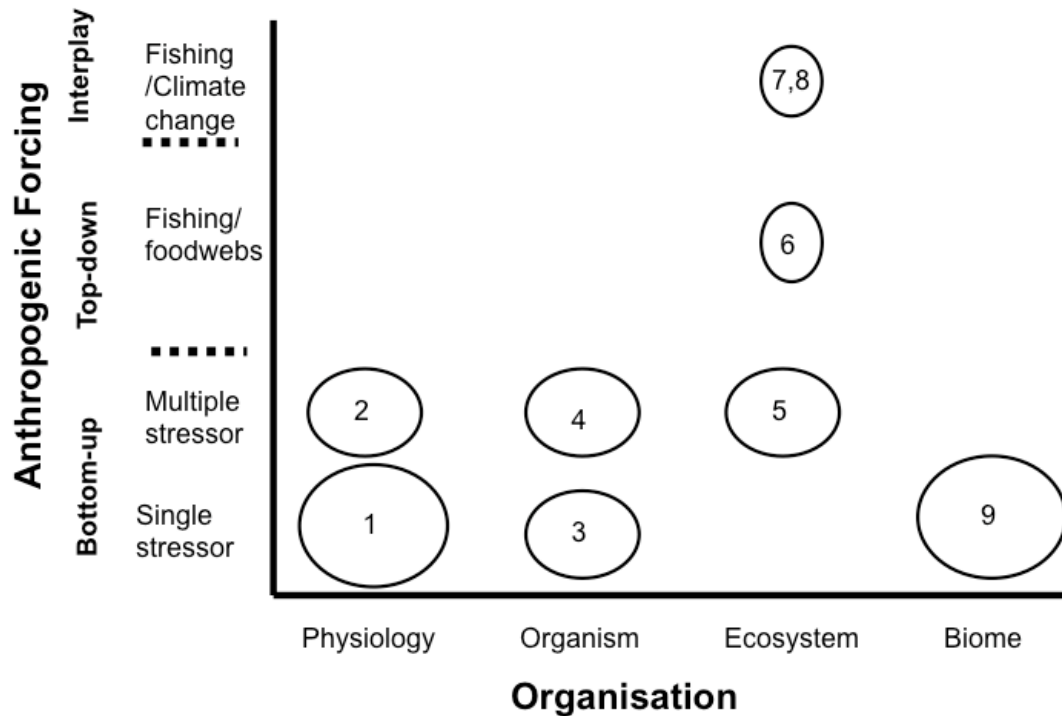 Anthropogenic Forcing
Interplay
Fishing
/Climate
change
7,8
Top-down
Fishing/
foodwebs
6
Bottom-up
Multiple
stressor
2
4
5
Single
stressor
1
3
9
Physiology
Organism
Ecosystem
Biome
Organisation